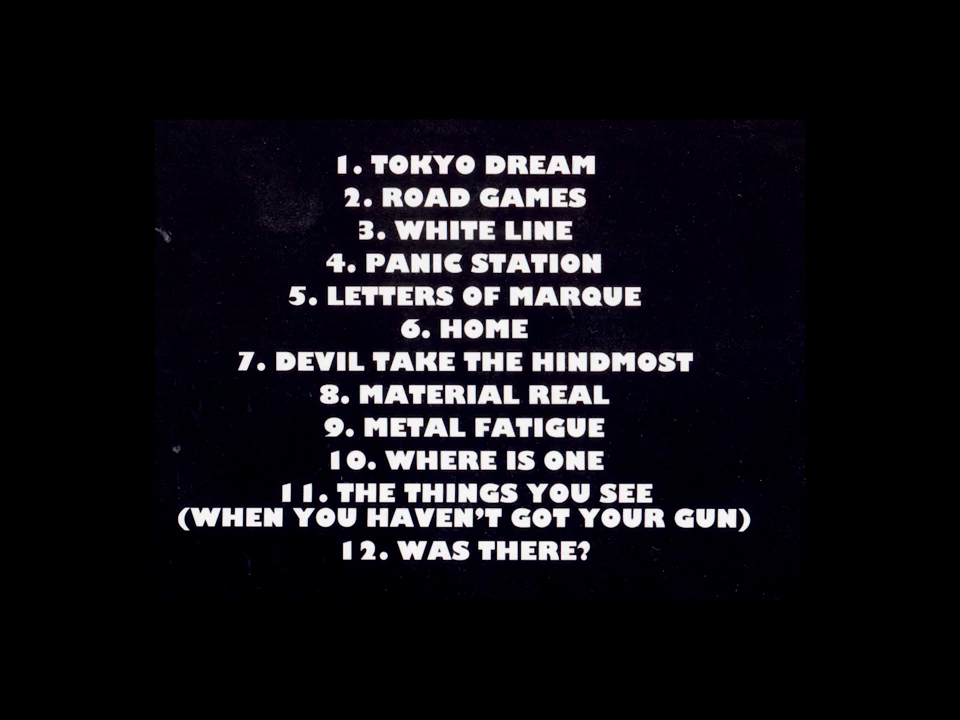 1. TOKYO DREAM
2. ROAD GAMES
3. WHITE LINE
4. PANIC STATION
5. LETTERS OF MARQUE
6. HOME
7. DEVIL TAKE THE HINDMOST
8. MATERIAL REAL
9. METAL FATIGUE
10. WHERE IS ONE
11. THE THINGS YOU SEE
(WHEN YOU HAVEN'T GOT YOUR GUN)
12. WAS THERE?